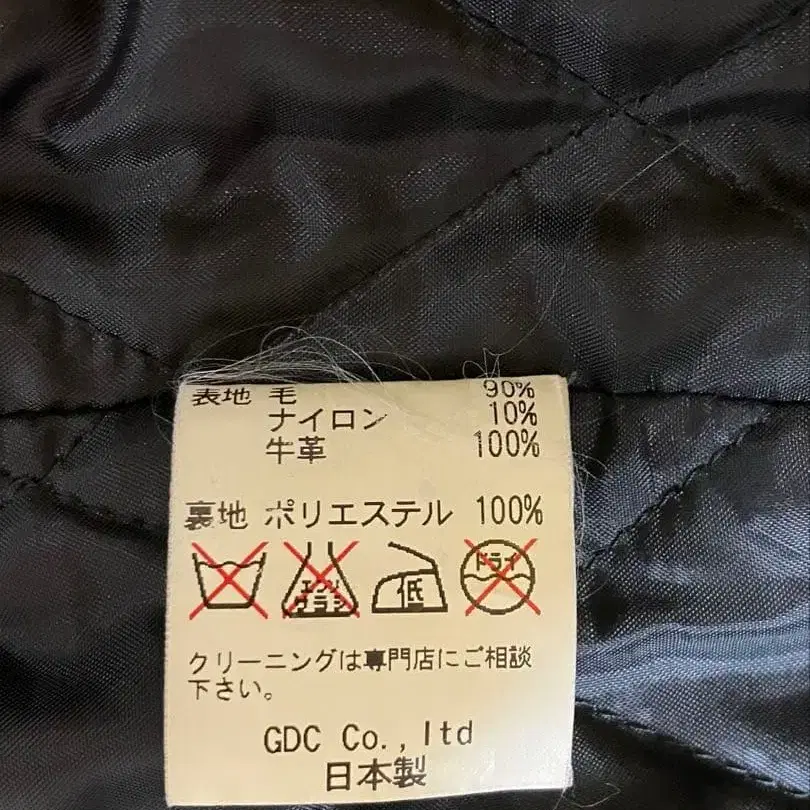 表地 毛 90%
ナイロン 10%
牛革 100%
裏地 ポリエステル 100%
エンソ
サラシ
低
ドライ
クリーニングは専門店にご相談
下さい。
GDC Co.,ltd
日本製